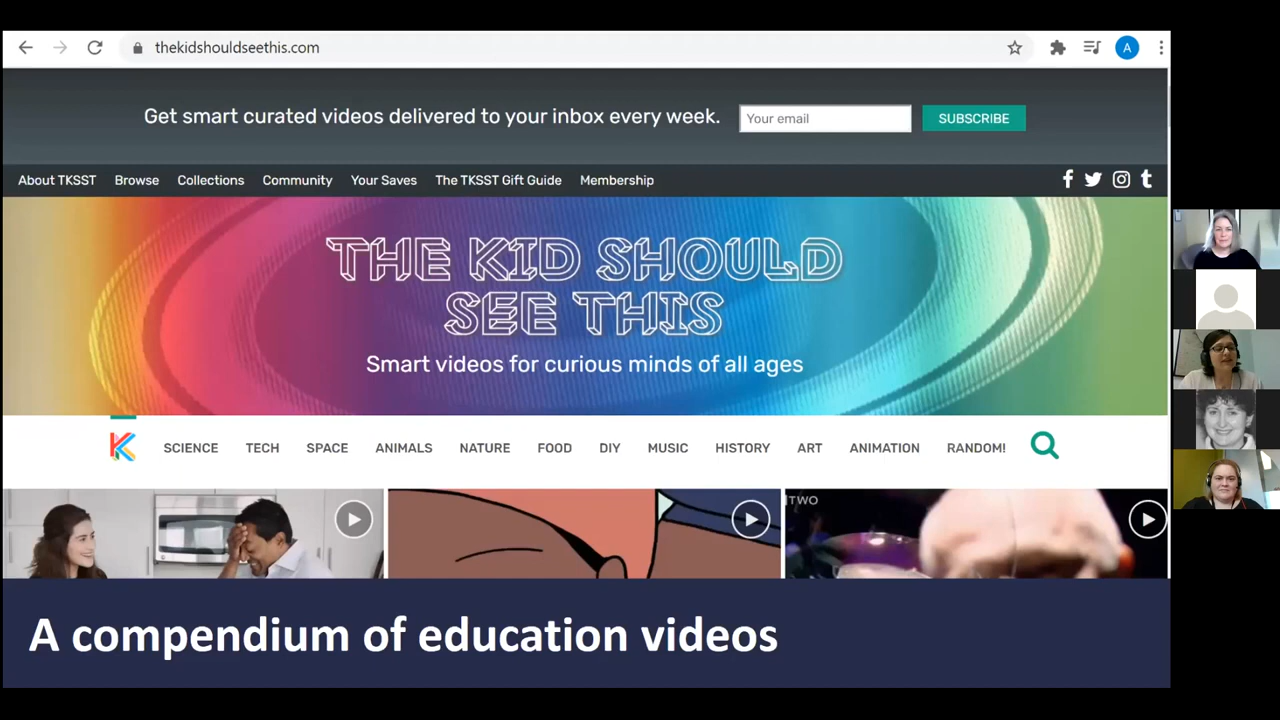 thekidshouldseethis.com
A
Get smart curated videos delivered to your inbox every week.
Your email
SUBSCRIBE
About TKSST
Browse
Collections
Community
Your Saves
The TKSST Gift Guide
Membership
THE KID SHOULD
SEE THIS
Smart videos for curious minds of all ages
K
SCIENCE
TECH
SPACE
ANIMALS
NATURE
FOOD
DIY
MUSIC
HISTORY
ART
ANIMATION
RANDOM!
TWO
A compendium of education videos